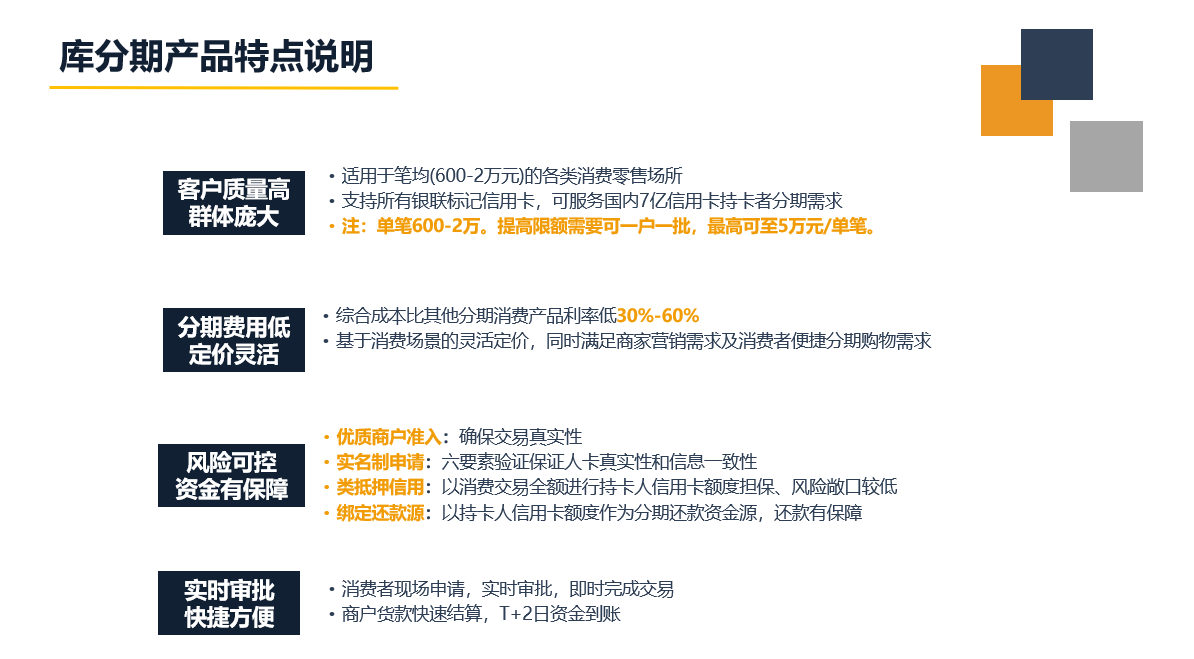 库分期产品特点说明
客户质量高
群体庞大
• 适用于笔均(600-2万元)的各类消费零售场所
• 支持所有银联标记信用卡，可服务国内7亿信用卡持卡者分期需求
• 注：单笔600-2万。提高限额需要可一户一批，最高可至5万元/单笔。
分期费用低
定价灵活
• 综合成本比其他分期消费产品利率低30%-60%
• 基于消费场景的灵活定价，同时满足商家营销需求及消费者便捷分期购物需求
风险可控
资金有保障
• 优质商户准入：确保交易真实性
• 实名制申请：六要素验证保证人卡真实性和信息一致性
• 类抵押信用：以消费交易全额进行持卡人信用卡额度担保、风险敞口较低
• 绑定还款源：以持卡人信用卡额度作为分期还款资金源，还款有保障
实时审批
快捷方便
• 消费者现场申请，实时审批，即时完成交易
• 商户货款快速结算，T+2日资金到账